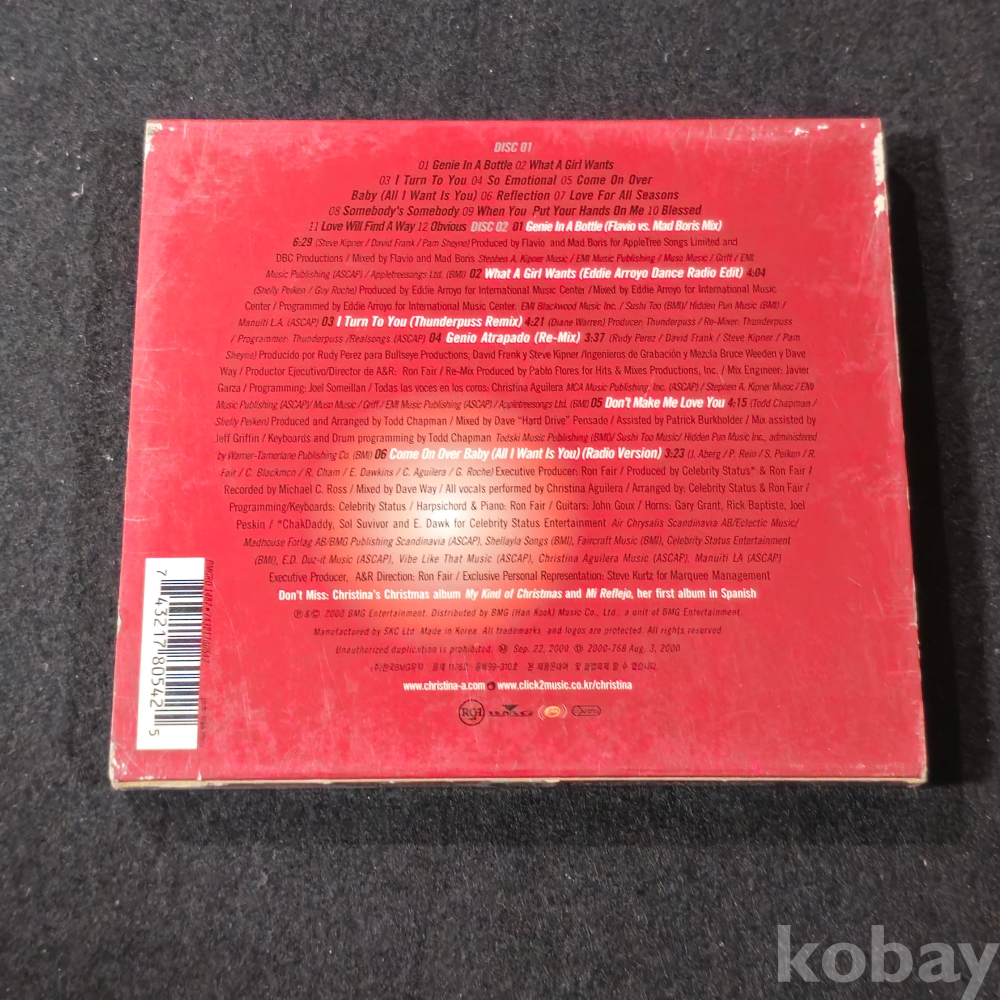 DISC 01
01 Genie In A Bottle 02 What A Girl Wants
03 I Turn To You 04 So Emotional 05 Come On Over
Baby (All I Want Is You) 06 Reflection 07 Love For All Seasons
08 Somebody's Somebody 09 When You Put Your Hands On Me 10 Blessed
11 Love Will Find A Way 12 Obvious DISC 02 01 Genie In A Bottle (Flavio vs. Mad Boris Mix)
6:29 (Steve Kipner / David Frank / Pam Sheyne) Produced by Flavio and Mad Boris for AppleTree Songs Limited and
DBC Productions / Mixed by Flavio and Mad Boris Stephen A. Kipner Music / EMI Music Publishing / Muso Music / Griff / EMI
Music Publishing (ASCAP) / Appletreesongs Ltd. (BMI) 02 What A Girl Wants (Eddie Arroyo Dance Radio Edit) 4:04
(Shelly Peiken / Guy Roche) Produced by Eddie Arroyo for International Music Center / Mixed by Eddie Arroyo for International Music
Center / Programmed by Eddie Arroyo for International Music Center. EMI Blackwood Music Inc. / Sushi Too (BMI)/ Hidden Pun Music (BMI) /
Manuiti L.A. (ASCAP) 03 I Turn To You (Thunderpuss Remix) 4:21 (Diane Warren) Producer: Thunderpuss / Re-Mixer: Thunderpuss
/ Programmer: Thunderpuss /Realsongs (ASCAP) 04 Genio Atrapado (Re-Mix) 3:37 (Rudy Perez / David Frank / Steve Kipner / Pam
Sheyne) Producido por Rudy Perez para Bullseye Productions, David Frank y Steve Kipner /Ingenieros de Grabación y Mezcla Bruce Weeden y Dave
Way / Productor Ejecutivo/Director de A&R: Ron Fair / Re-Mix Produced by Pablo Flores for Hits & Mixes Productions, Inc. / Mix Engmeer: Javier
Garza / Programming: Joel Someillan / Todas las voces en los coros: Christina Aguilera MCA Music Publishing, Inc. (ASCAP) / Stephen A. Kipner Music / EMI
Music Publishing (ASCAP)/ Muso Music / Griff / EMI Music Publishing (ASCAP) / Appletreesongs Ltd. (BMI) 05 Don't Make Me Love You 4:15 (Todd Chapman /
Shelly Peiken) Produced and Arranged by Todd Chapman / Mixed by Dave "Hard Drive" Pensado / Assisted by Patrick Burkholder / Mix assisted by
Jeff Griffin / Keyboards and Drum programming by Todd Chapman Todski Music Publishing (BMI)/ Sushi Too Music/ Hidden Pun Music Inc., administered
by Warner-Tamerlane Publishing Co. (BMI) 06 Come On Over Baby (All I Want Is You) (Radio Version) 3:23 (J. Aberg / P. Rein / S. Peiken / R.
Fair / C. Blackmon / R. Cham / E. Dawkins / C. Aguilera / G. Roche) Executive Producer: Ron Fair / Produced by Celebrity Status* & Ron Fair /
Recorded by Michael C. Ross / Mixed by Dave Way / All vocals performed by Christina Aguilera / Arranged by: Celebrity Status & Ron Fair /
Programming/Keyboards: Celebrity Status / Harpsichord & Piano: Ron Fair / Guitars: John Goux / Horns: Gary Grant, Rick Baptiste, Joel
Peskin / *ChakDaddy, Sol Suvivor and E. Dawk for Celebrity Status Entertainment Air Chrysalis Scandinavia AB/Eclectic Music/
Madhouse Forlag AB/BMG Publishing Scandinavia (ASCAP), Shellayla Songs (BMI), Faircraft Music (BMI), Celebrity Status Entertainment
(BMI), E.D. Duz-it Music (ASCAP), Vibe Like That Music (ASCAP), Christina Aguilera Music (ASCAP), Manuiti LA (ASCAP)
Executive Producer, A&R Direction: Ron Fair / Exclusive Personal Representation: Steve Kurtz for Marquee Management
Don't Miss: Christina's Christmas album My Kind of Christmas and Mi Reflejo, her first album in Spanish
℗&© 2000 BMG Entertainment. Distributed by BMG (Han Kook) Music Co., Ltd., a unit of BMG Entertainment.
Manufactured by SKC Ltd. Made in Korea. All trademarks and logos are protected. All rights reserved.
Unauthorized duplication is prohibited. Sep. 22, 2000 2000-768 Aug. 3, 2000
www.christina-a.com www.click2music.co.kr/christina
RCA BMG
7 43217 80542 5
kobay